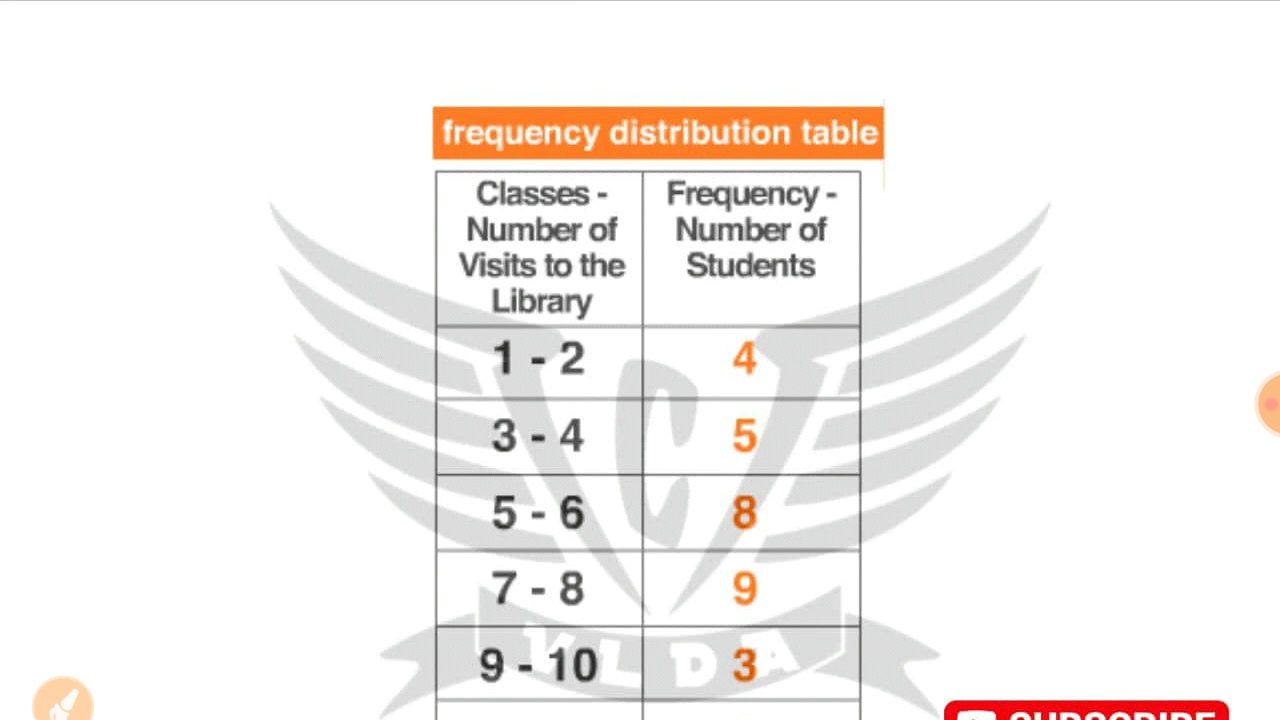 frequency distribution table
Classes - Frequency -
Number of Number of
Visits to the Students
Library
1 - 2 4
3 - 4 5
5 - 6 8
7 - 8 9
9 - 10 3
V L D A
SUBSCRIBE